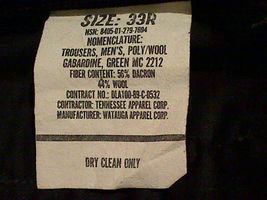 SIZE: 33R
NSN: 8405-01-279-7694
NOMENCLATURE:
TROUSERS, MEN'S, POLY/WOOL
GABARDINE, GREEN MC 2212
FIBER CONTENT: 56% DACRON
44% WOOL
CONTRACT NO.: DLA100-89-C-0532
CONTRACTOR: TENNESSEE APPAREL CORP.
MANUFACTURER: WATAUGA APPAREL CORP.
DRY CLEAN ONLY